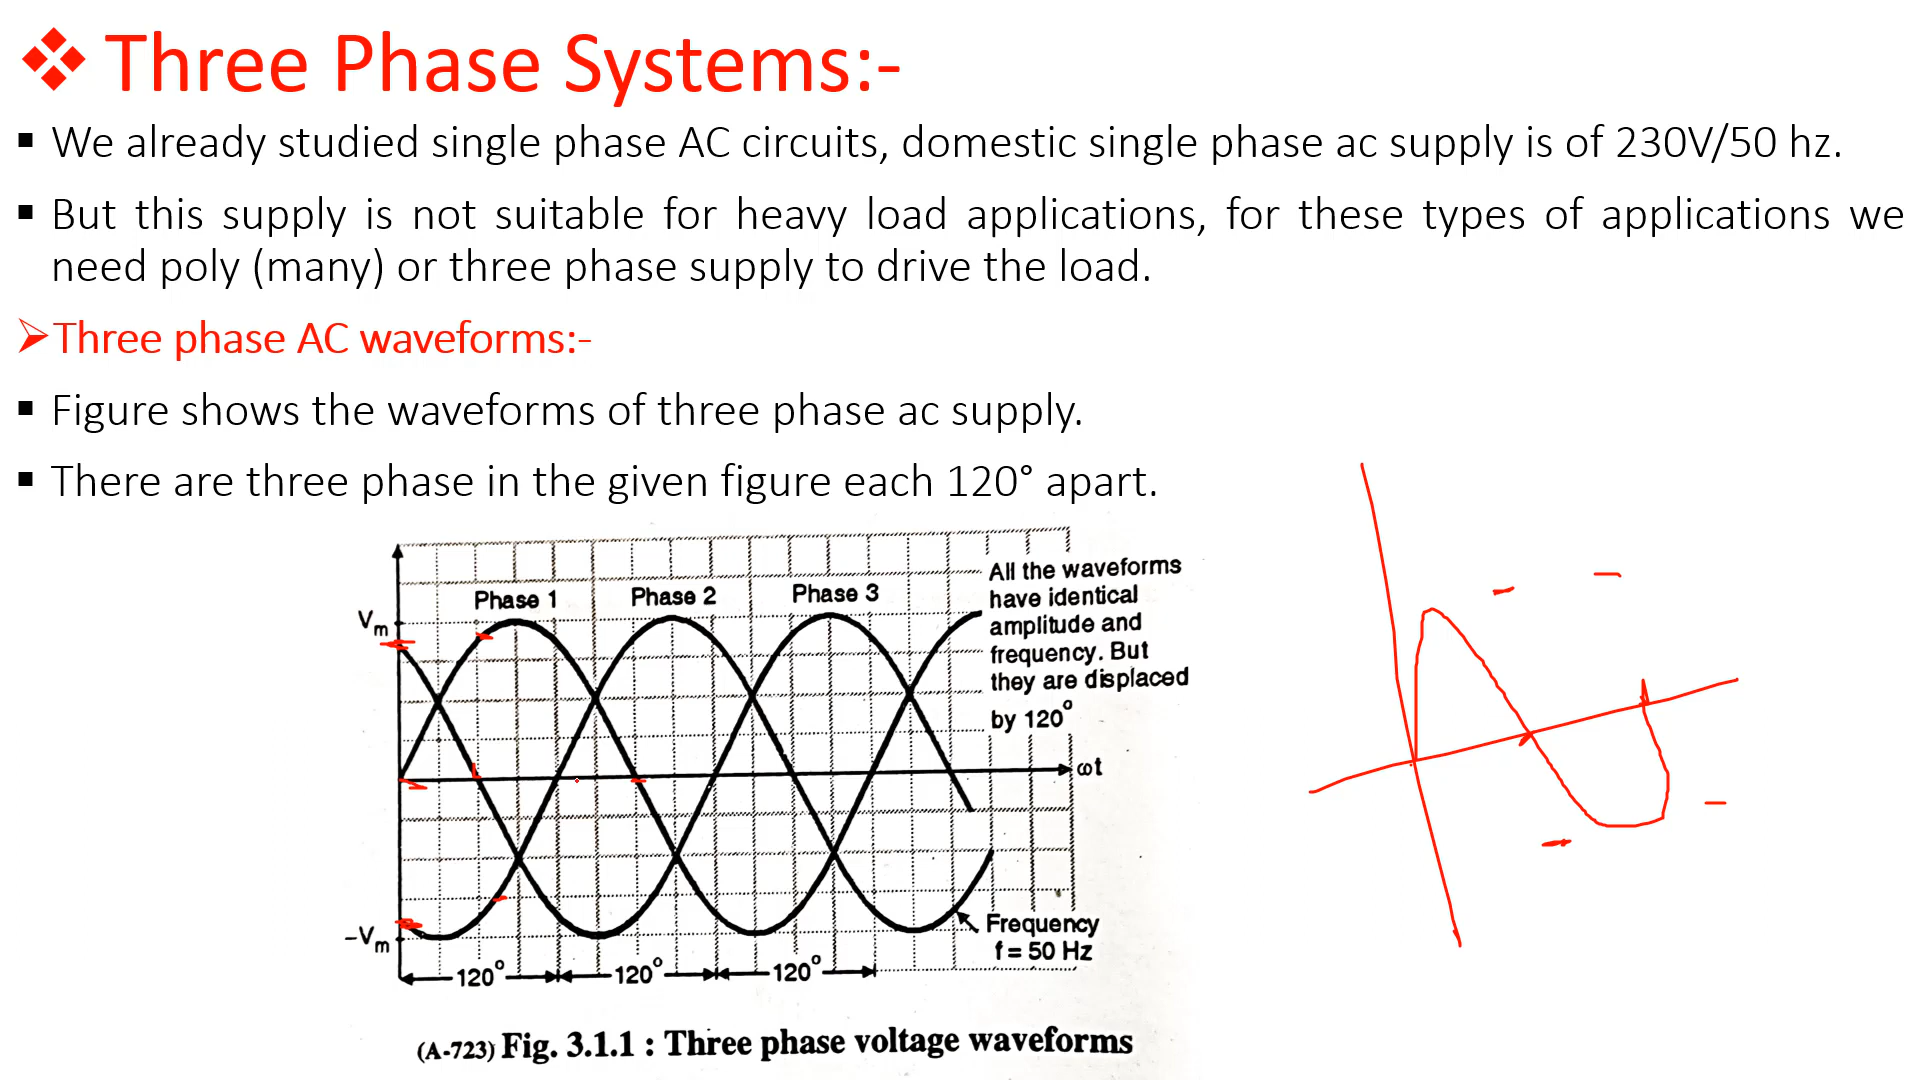 ❖ Three Phase Systems:-
▪ We already studied single phase AC circuits, domestic single phase ac supply is of 230V/50 hz.
▪ But this supply is not suitable for heavy load applications, for these types of applications we
need poly (many) or three phase supply to drive the load.
➢Three phase AC waveforms:-
▪ Figure shows the waveforms of three phase ac supply.
▪ There are three phase in the given figure each 120° apart.
Phase 1 Phase 2 Phase 3
Vm
All the waveforms
have identical
amplitude and
frequency. But
they are displaced
by 120°
ωt
–Vm
Frequency
f = 50 Hz
120° 120° 120°
(A-723) Fig. 3.1.1 : Three phase voltage waveforms